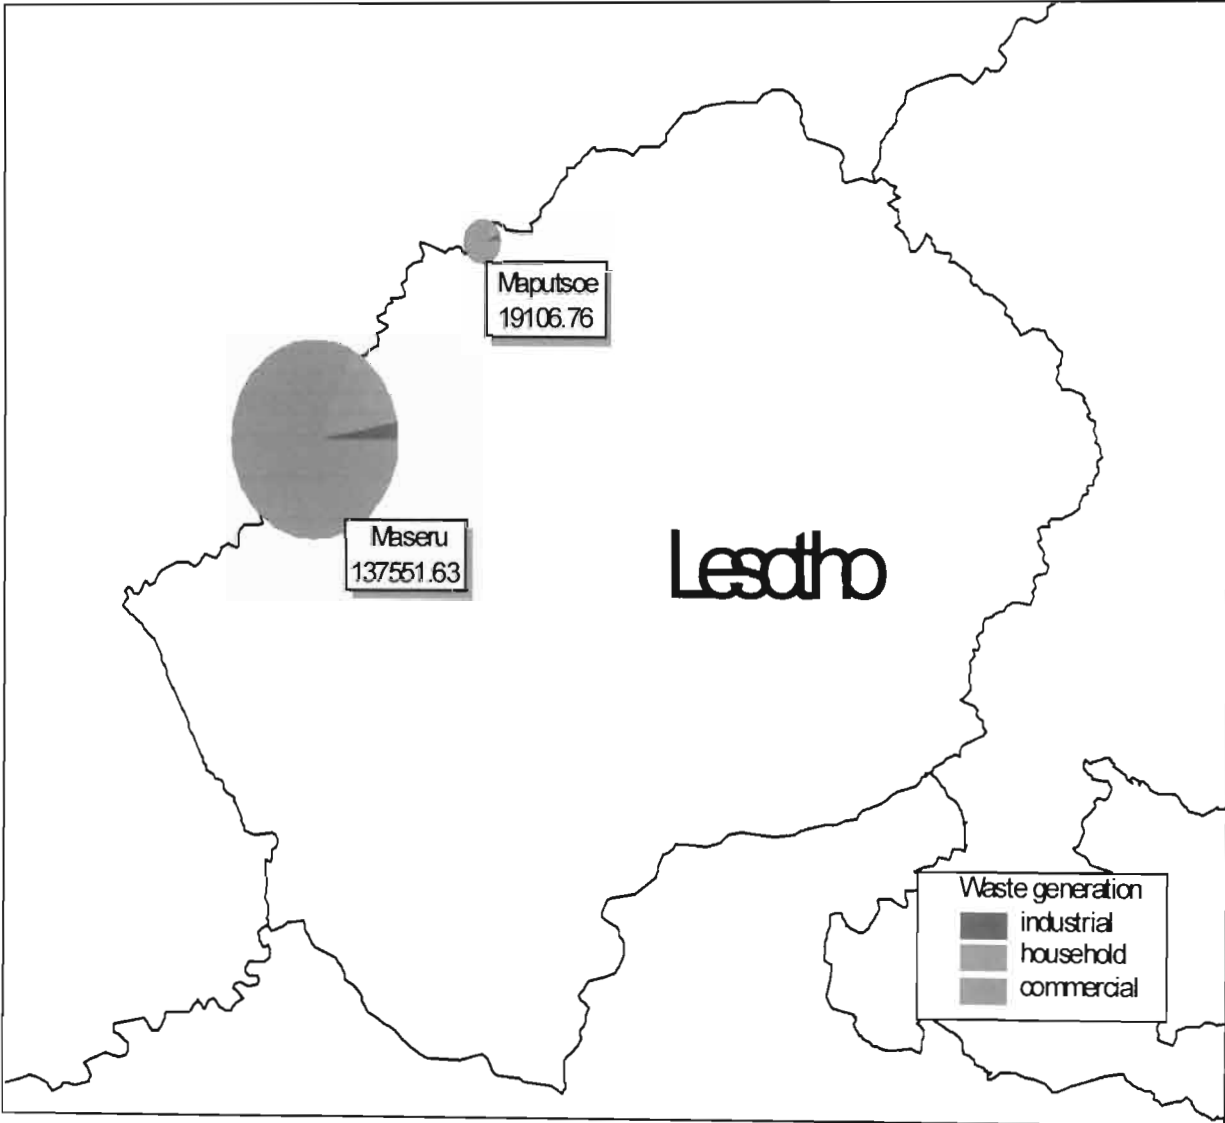 Maputsoe
19106.76
Maseru
137551.63
Lesotho
Waste generation
industrial
household
commercial